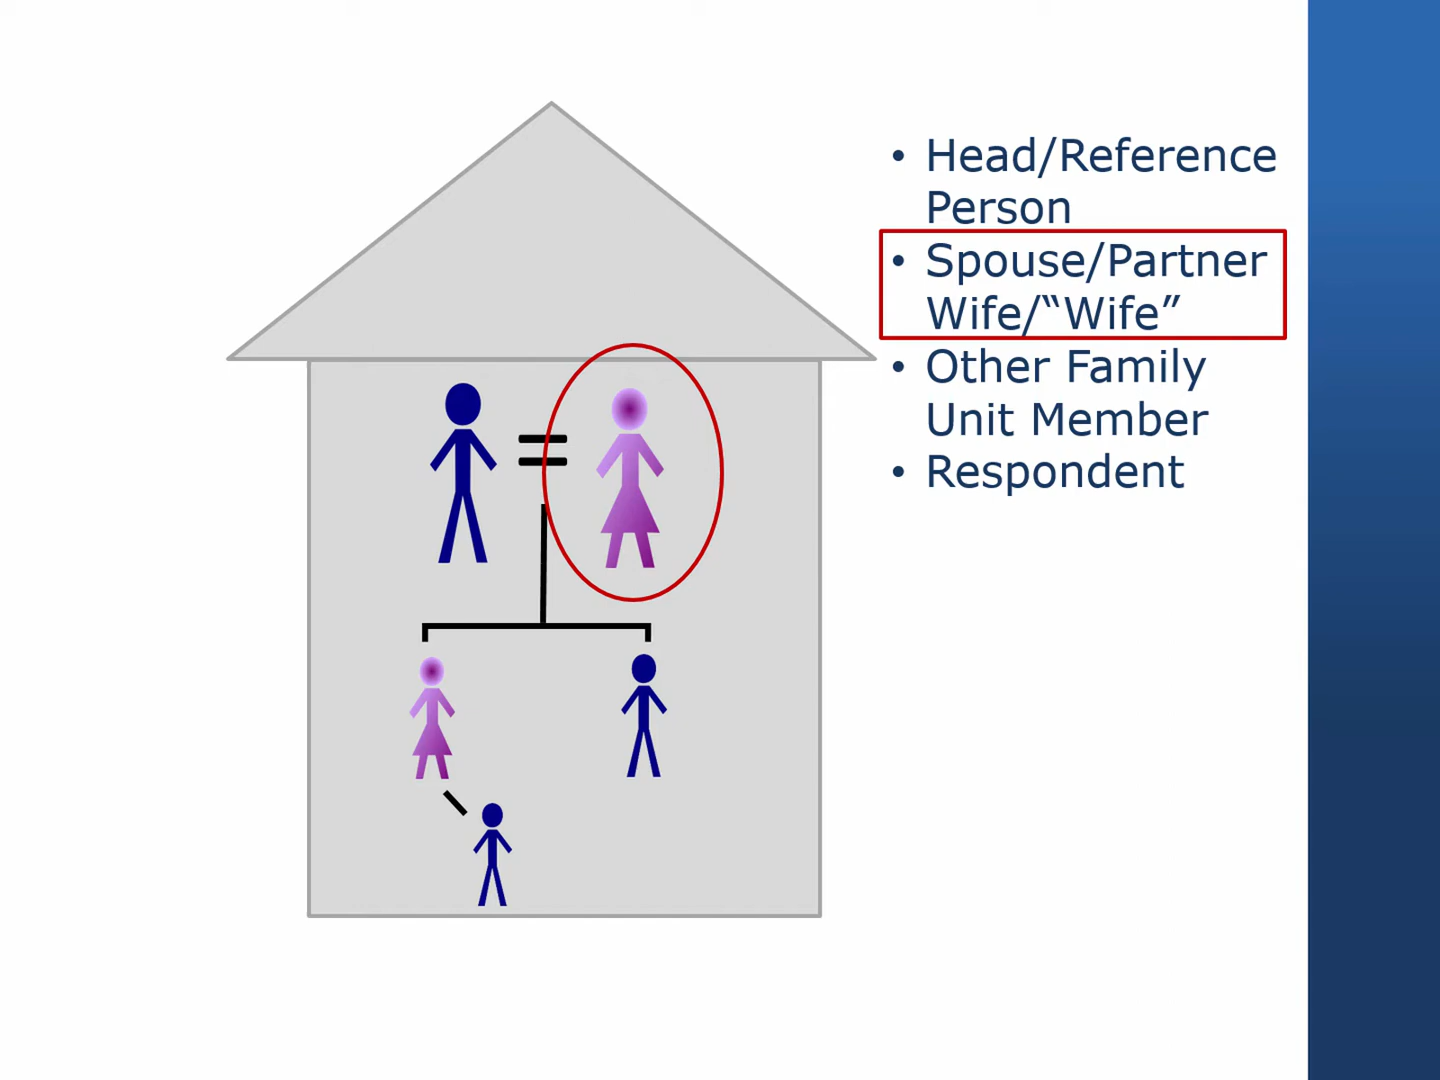 • Head/Reference
Person
• Spouse/Partner
Wife/“Wife”
• Other Family
Unit Member
• Respondent